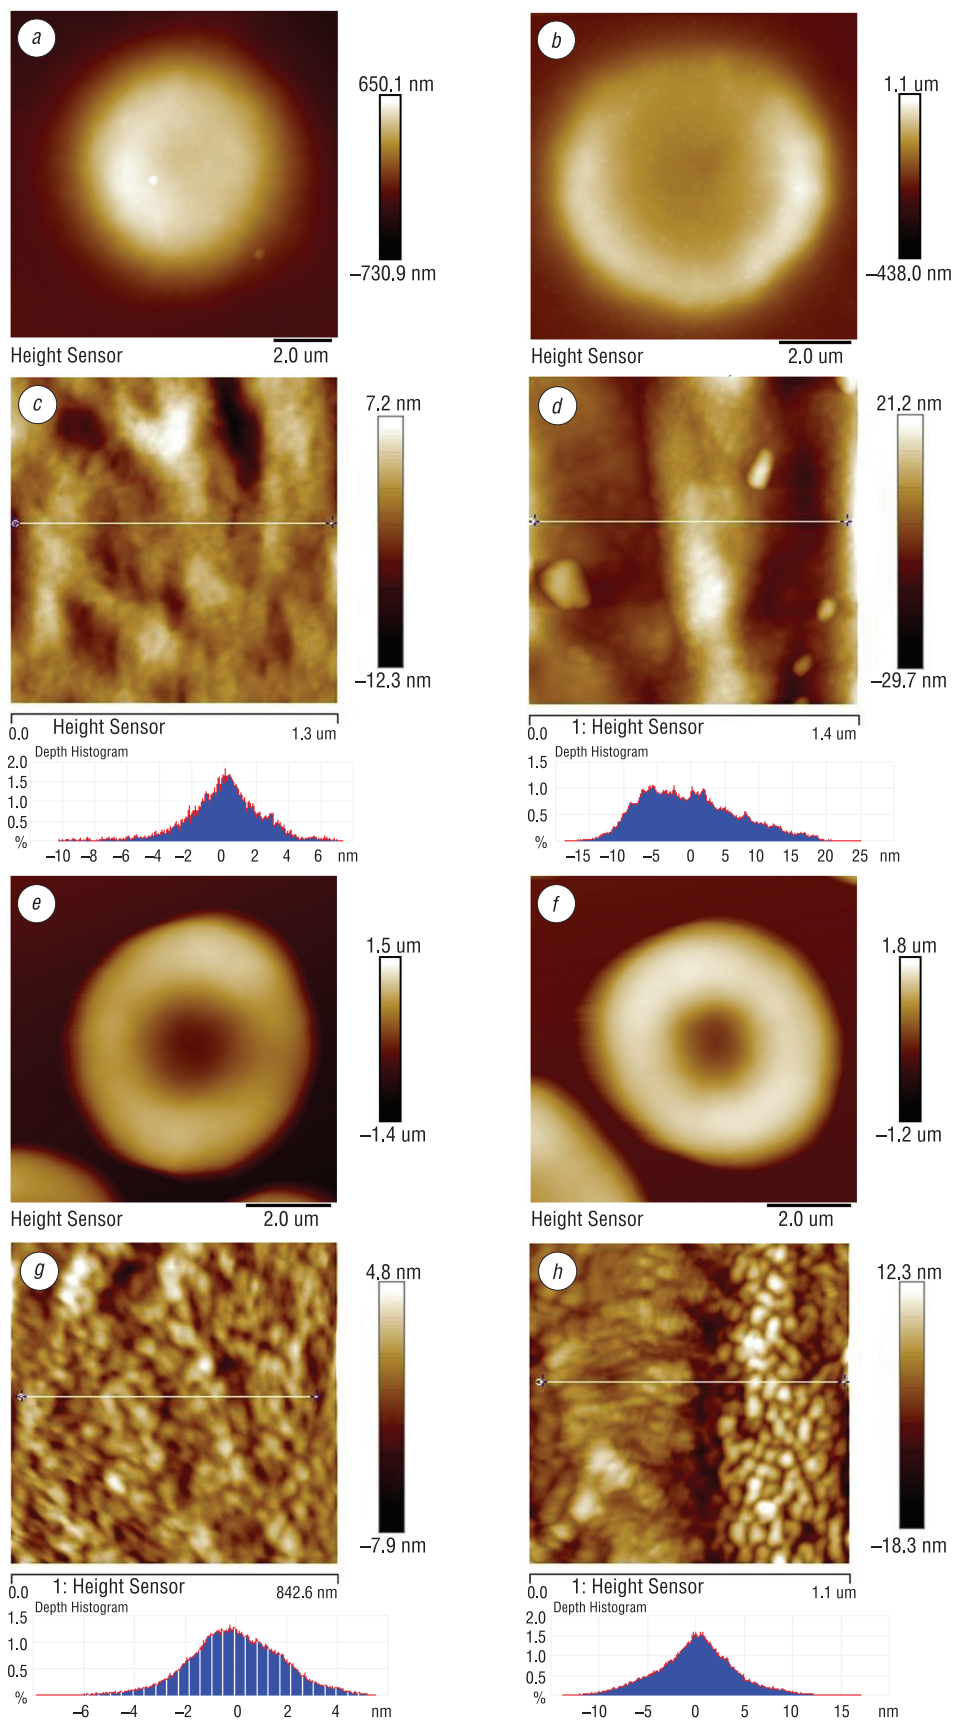 a
650.1 nm
–730.9 nm
Height Sensor
2.0 um
b
1.1 um
–438.0 nm
Height Sensor
2.0 um
c
7.2 nm
–12.3 nm
0.0 Height Sensor 1.3 um
Depth Histogram
2.0
1.5
1.0
0.5
%
–10 –8 –6 –4 –2 0 2 4 6 nm
d
21.2 nm
–29.7 nm
0.0 1: Height Sensor 1.4 um
Depth Histogram
1.5
1.0
0.5
%
–15 –10 –5 0 5 10 15 20 25 nm
e
1.5 um
–1.4 um
Height Sensor
2.0 um
f
1.8 um
–1.2 um
Height Sensor
2.0 um
g
4.8 nm
–7.9 nm
0.0 1: Height Sensor 842.6 nm
Depth Histogram
1.5
1.0
0.5
%
–6 –4 –2 0 2 4 nm
h
12.3 nm
–18.3 nm
0.0 1: Height Sensor 1.1 um
Depth Histogram
2.0
1.5
1.0
0.5
%
–10 –5 0 5 10 15 nm